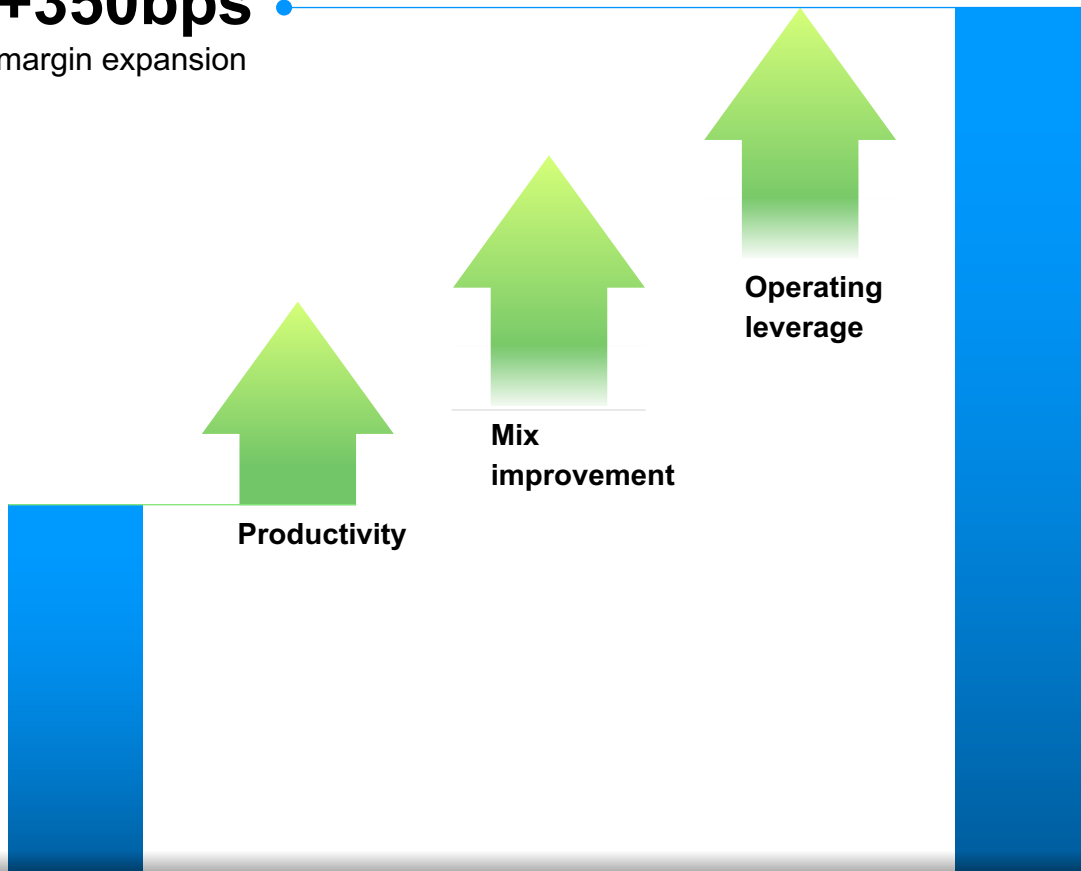 +350bps
margin expansion
Operating
leverage
Mix
improvement
Productivity